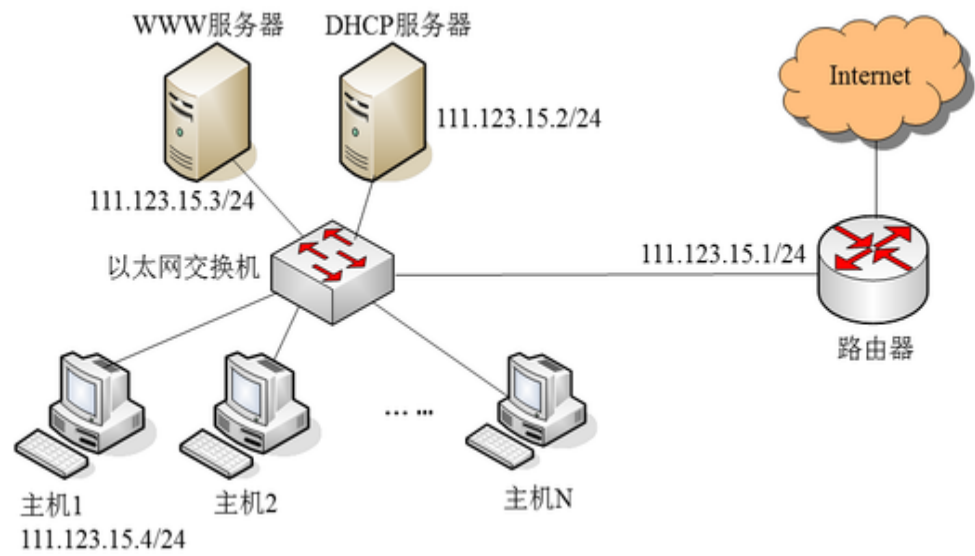 WWW服务器
DHCP服务器
Internet
111.123.15.2/24
111.123.15.3/24
以太网交换机
111.123.15.1/24
路由器
... ...
主机1
主机2
主机N
111.123.15.4/24